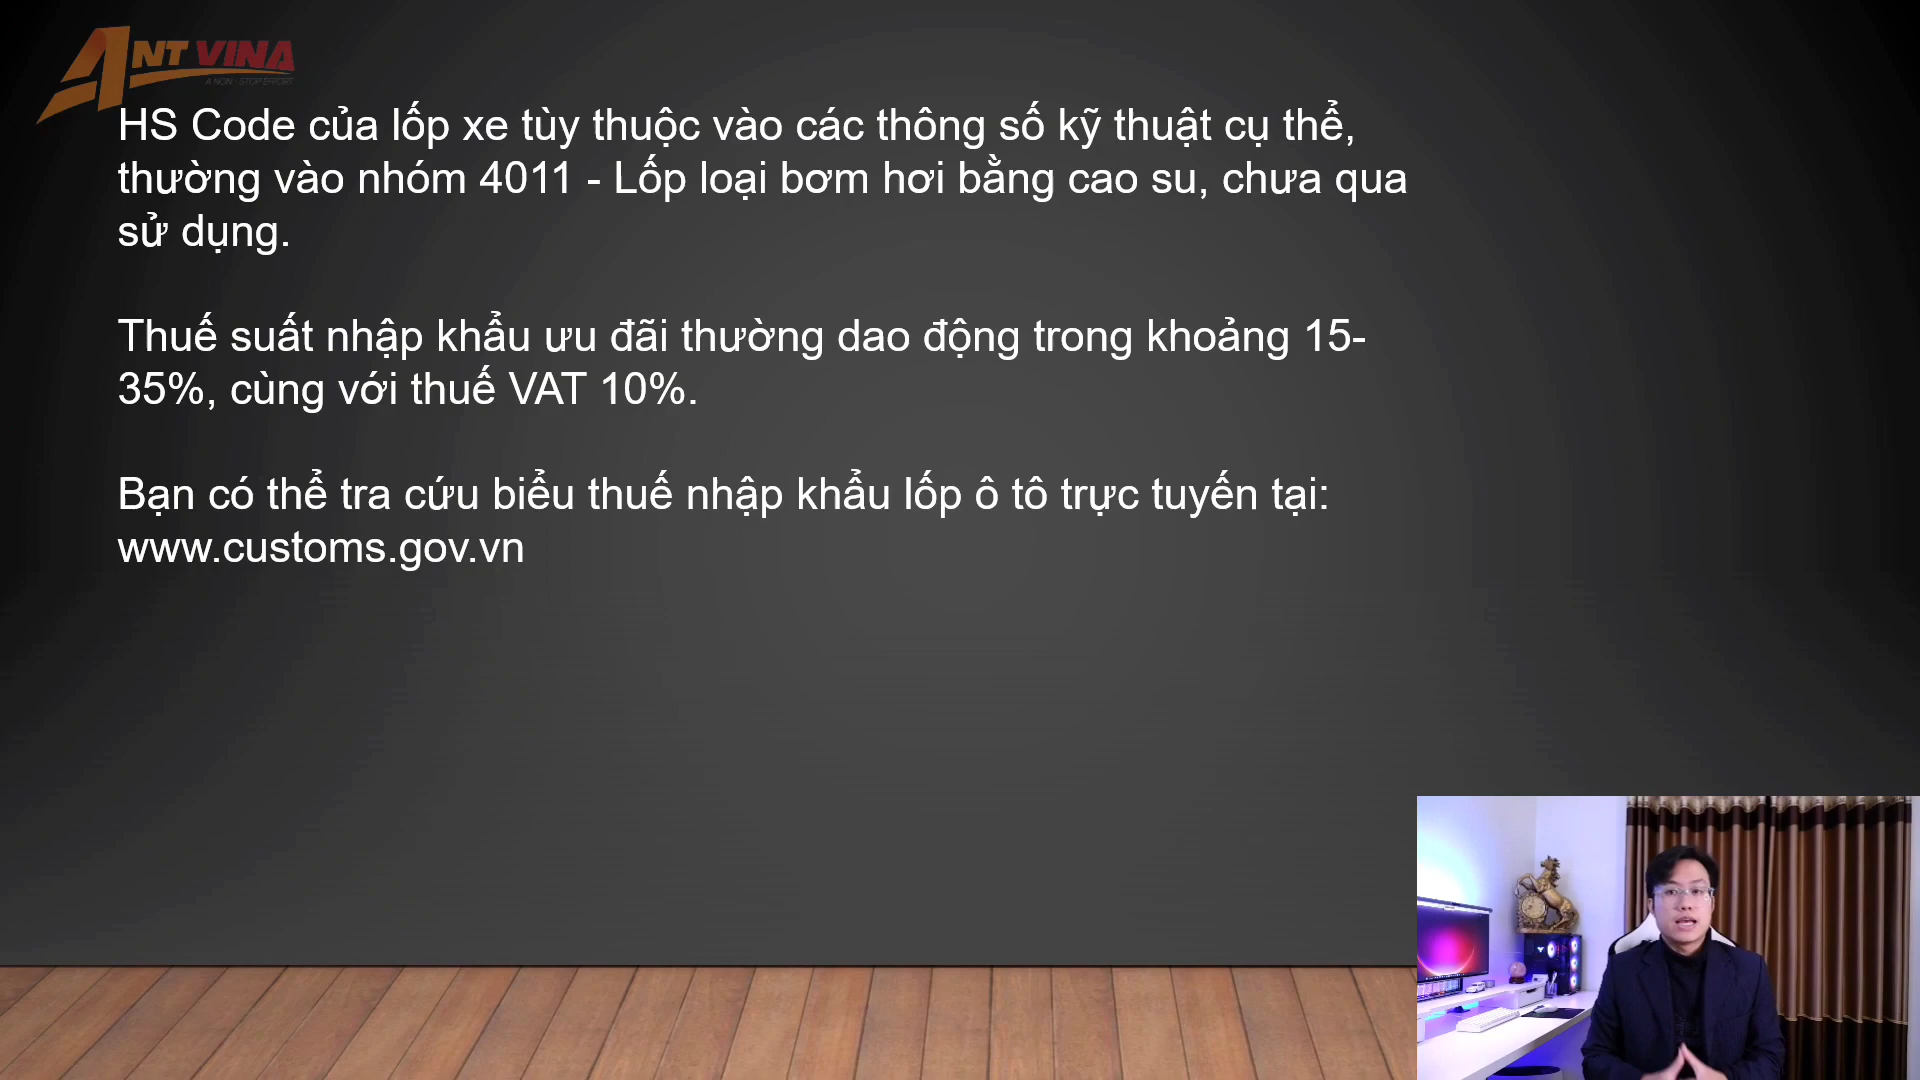 ANT VINA
A NON - STOP EFFORT
HS Code của lốp xe tùy thuộc vào các thông số kỹ thuật cụ thể,
thường vào nhóm 4011 - Lốp loại bơm hơi bằng cao su, chưa qua
sử dụng.
Thuế suất nhập khẩu ưu đãi thường dao động trong khoảng 15-
35%, cùng với thuế VAT 10%.
Bạn có thể tra cứu biểu thuế nhập khẩu lốp ô tô trực tuyến tại:
www.customs.gov.vn